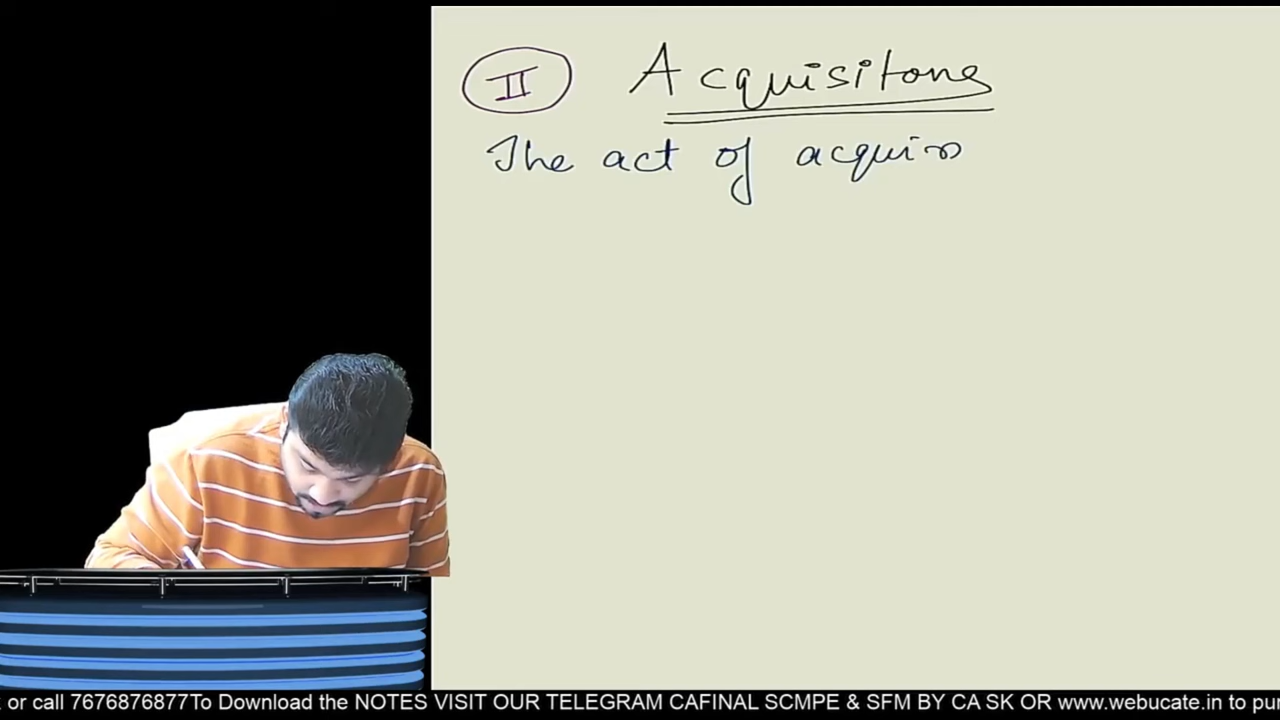 II Acquisitons
The act of acquir
or call 7676876877To Download the NOTES VISIT OUR TELEGRAM CAFINAL SCMPE & SFM BY CA SK OR www.webucate.in to pu